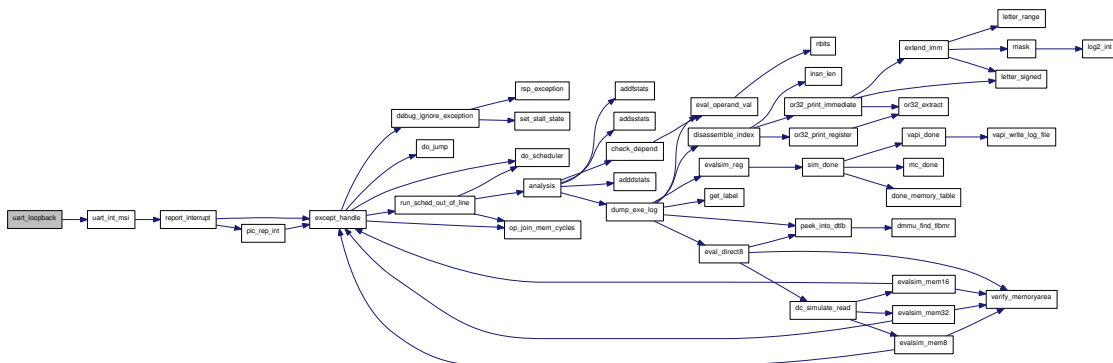 uart_loopback
uart_int_msi
report_interrupt
pic_rep_int
except_handle
debug_ignore_exception
do_jump
run_sched_out_of_line
rsp_exception
set_stall_state
do_scheduler
analysis
op_join_mem_cycles
addfstats
addsstats
check_depend
adddstats
dump_exe_log
eval_operand_val
disassemble_index
evalsim_reg
get_label
eval_direct8
nbits
insn_len
or32_print_immediate
or32_print_register
sim_done
peek_into_dtlb
dc_simulate_read
extend_imm
or32_extract
vapi_done
mc_done
done_memory_table
dmmu_find_tlbmr
evalsim_mem16
evalsim_mem32
evalsim_mem8
letter_range
mask
letter_signed
vapi_write_log_file
verify_memoryarea
log2_int